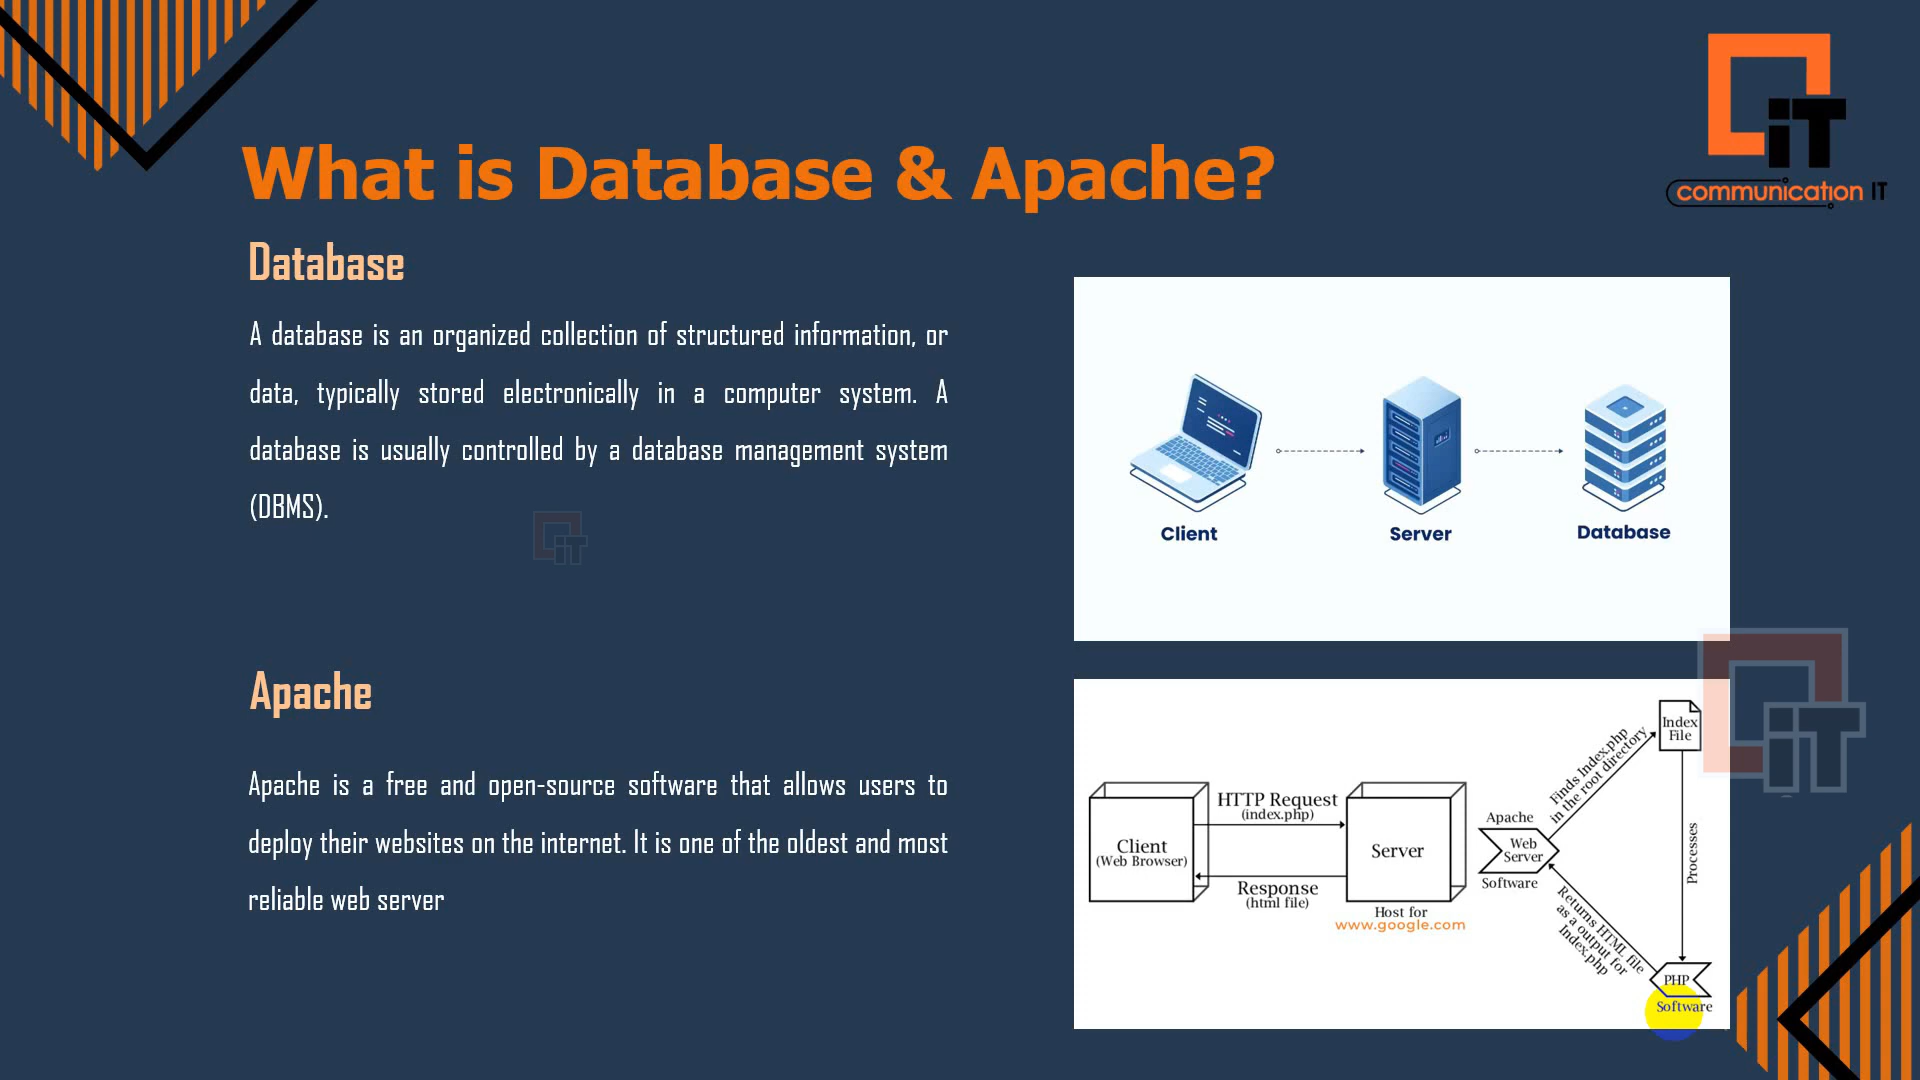 iT
communication IT
What is Database & Apache?
Database
A database is an organized collection of structured information, or
data, typically stored electronically in a computer system. A
database is usually controlled by a database management system
(DBMS).
iT
Client
Server
Database
Apache
Apache is a free and open-source software that allows users to
deploy their websites on the internet. It is one of the oldest and most
reliable web server
iT
Client
(Web Browser)
HTTP Request
(index.php)
Response
(html file)
Server
Host for
www.google.com
Apache
Web
Server
Software
Finds Index.php
in the root directory
Index
File
Processes
Returns HTML file
as a output for
Index.php
PHP
Software